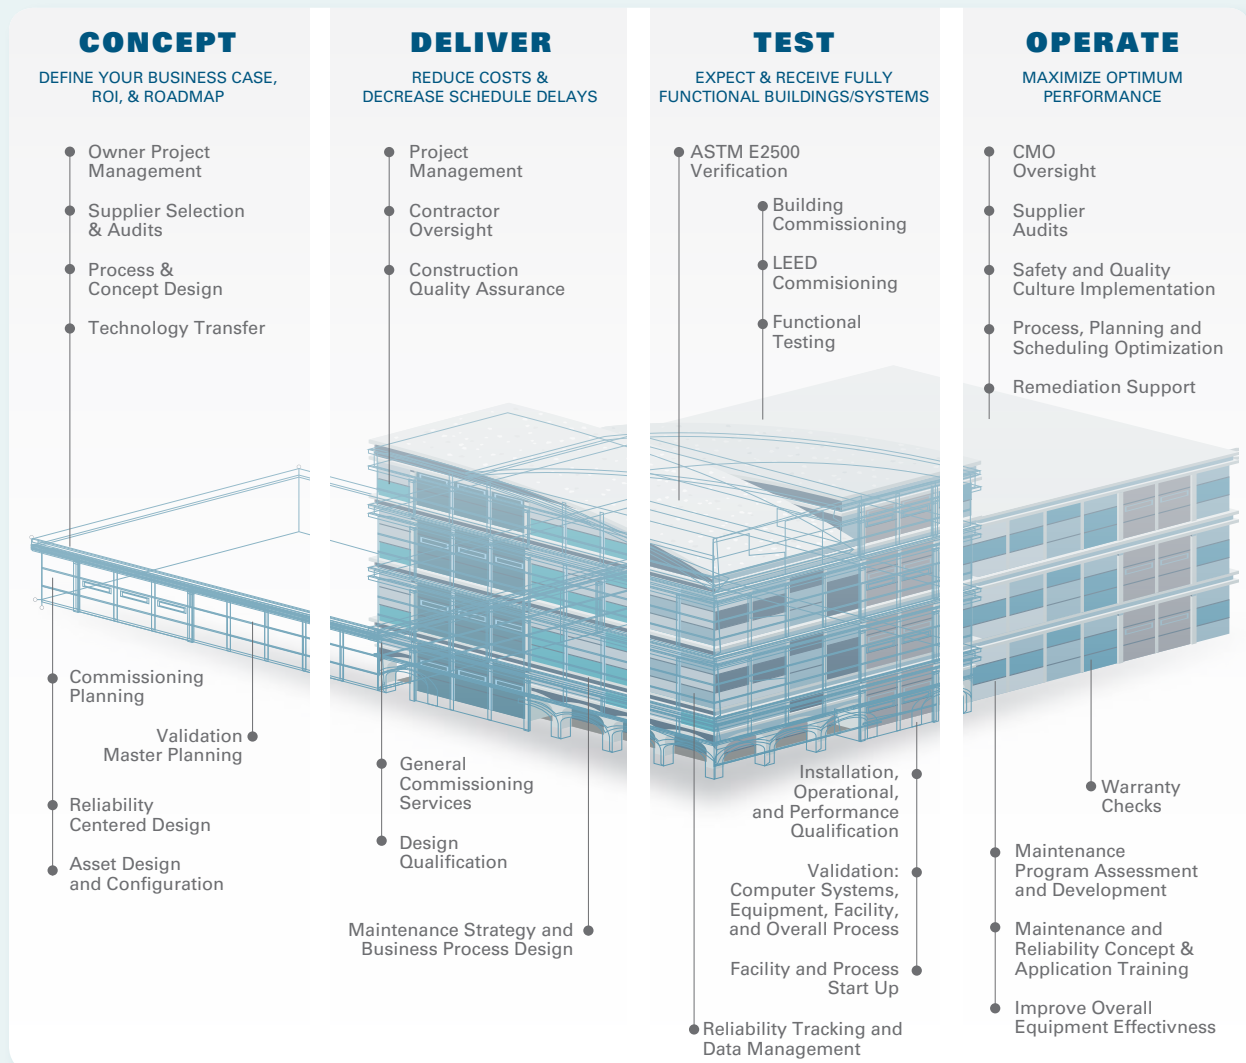 CONCEPT
DEFINE YOUR BUSINESS CASE,
ROI, & ROADMAP
Owner Project
Management
Supplier Selection
& Audits
Process &
Concept Design
Technology Transfer
Commissioning
Planning
Validation
Master Planning
Reliability
Centered Design
Asset Design
and Configuration
DELIVER
REDUCE COSTS &
DECREASE SCHEDULE DELAYS
Project
Management
Contractor
Oversight
Construction
Quality Assurance
General
Commissioning
Services
Design
Qualification
Maintenance Strategy and
Business Process Design
TEST
EXPECT & RECEIVE FULLY
FUNCTIONAL BUILDINGS/SYSTEMS
ASTM E2500
Verification
Building
Commissioning
LEED
Commisioning
Functional
Testing
Installation,
Operational,
and Performance
Qualification
Validation:
Computer Systems,
Equipment, Facility,
and Overall Process
Facility and Process
Start Up
Reliability Tracking and
Data Management
OPERATE
MAXIMIZE OPTIMUM
PERFORMANCE
CMO
Oversight
Supplier
Audits
Safety and Quality
Culture Implementation
Process, Planning and
Scheduling Optimization
Remediation Support
Warranty
Checks
Maintenance
Program Assessment
and Development
Maintenance and
Reliability Concept &
Application Training
Improve Overall
Equipment Effectivness